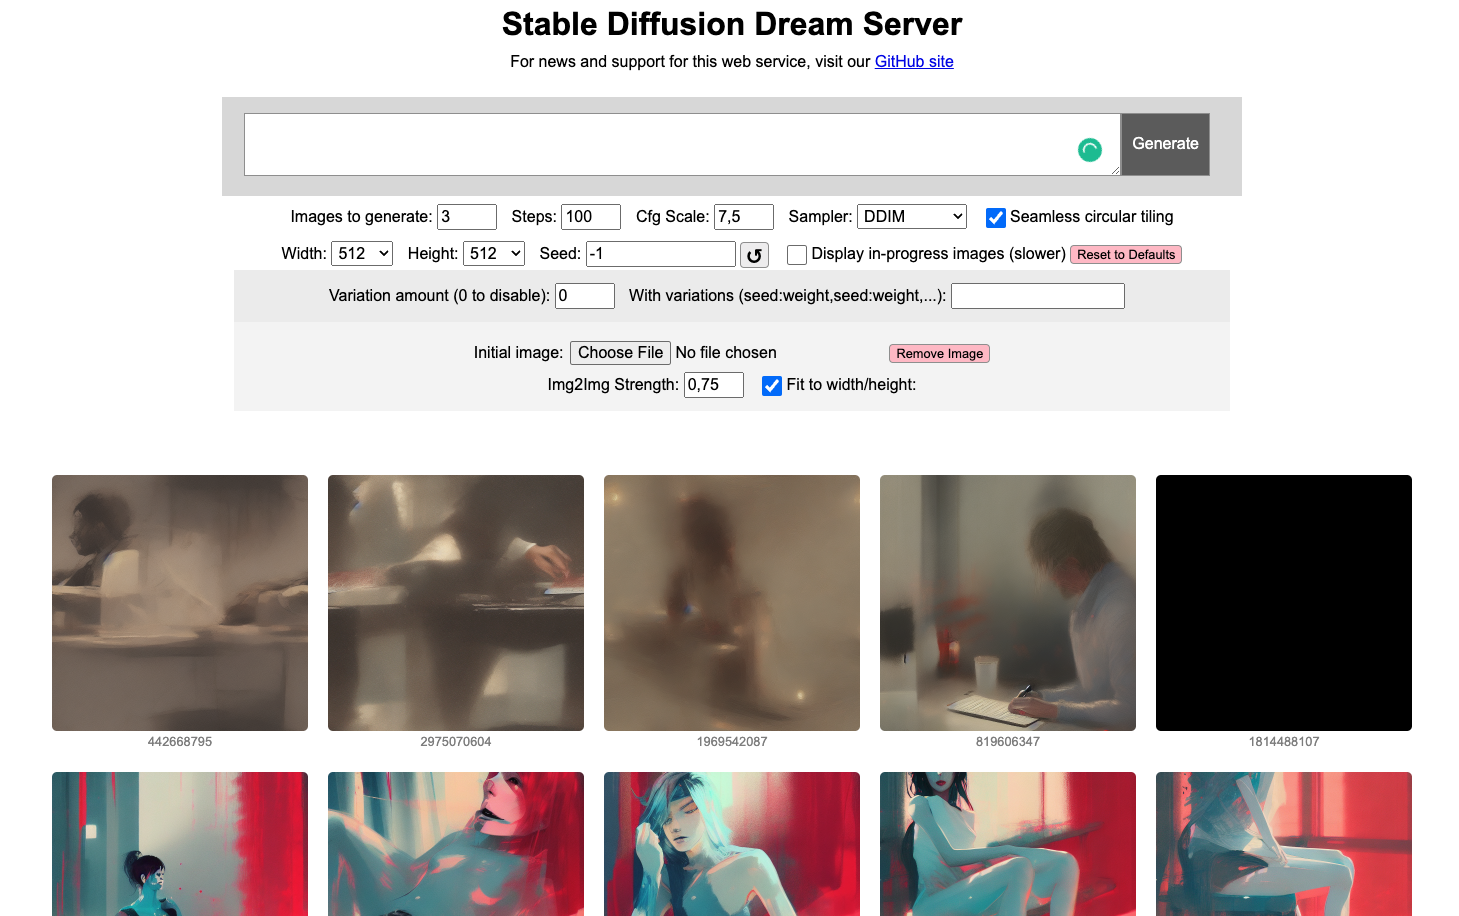 Stable Diffusion Dream Server
For news and support for this web service, visit our GitHub site
Generate
Images to generate: 3 Steps: 100 Cfg Scale: 7,5 Sampler: DDIM Seamless circular tiling
Width: 512 Height: 512 Seed: -1 ↺ Display in-progress images (slower) Reset to Defaults
Variation amount (0 to disable): 0 With variations (seed:weight,seed:weight,...):
Initial image: Choose File No file chosen Remove Image
Img2Img Strength: 0,75 Fit to width/height:
442668795 2975070604 1969542087 819606347 1814488107